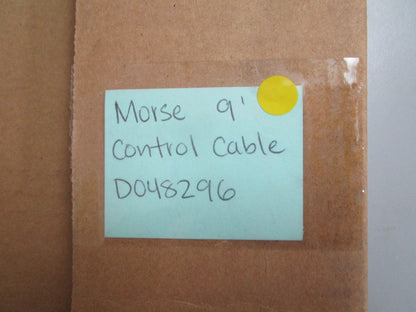 Morse 9'
Control Cable
D048296